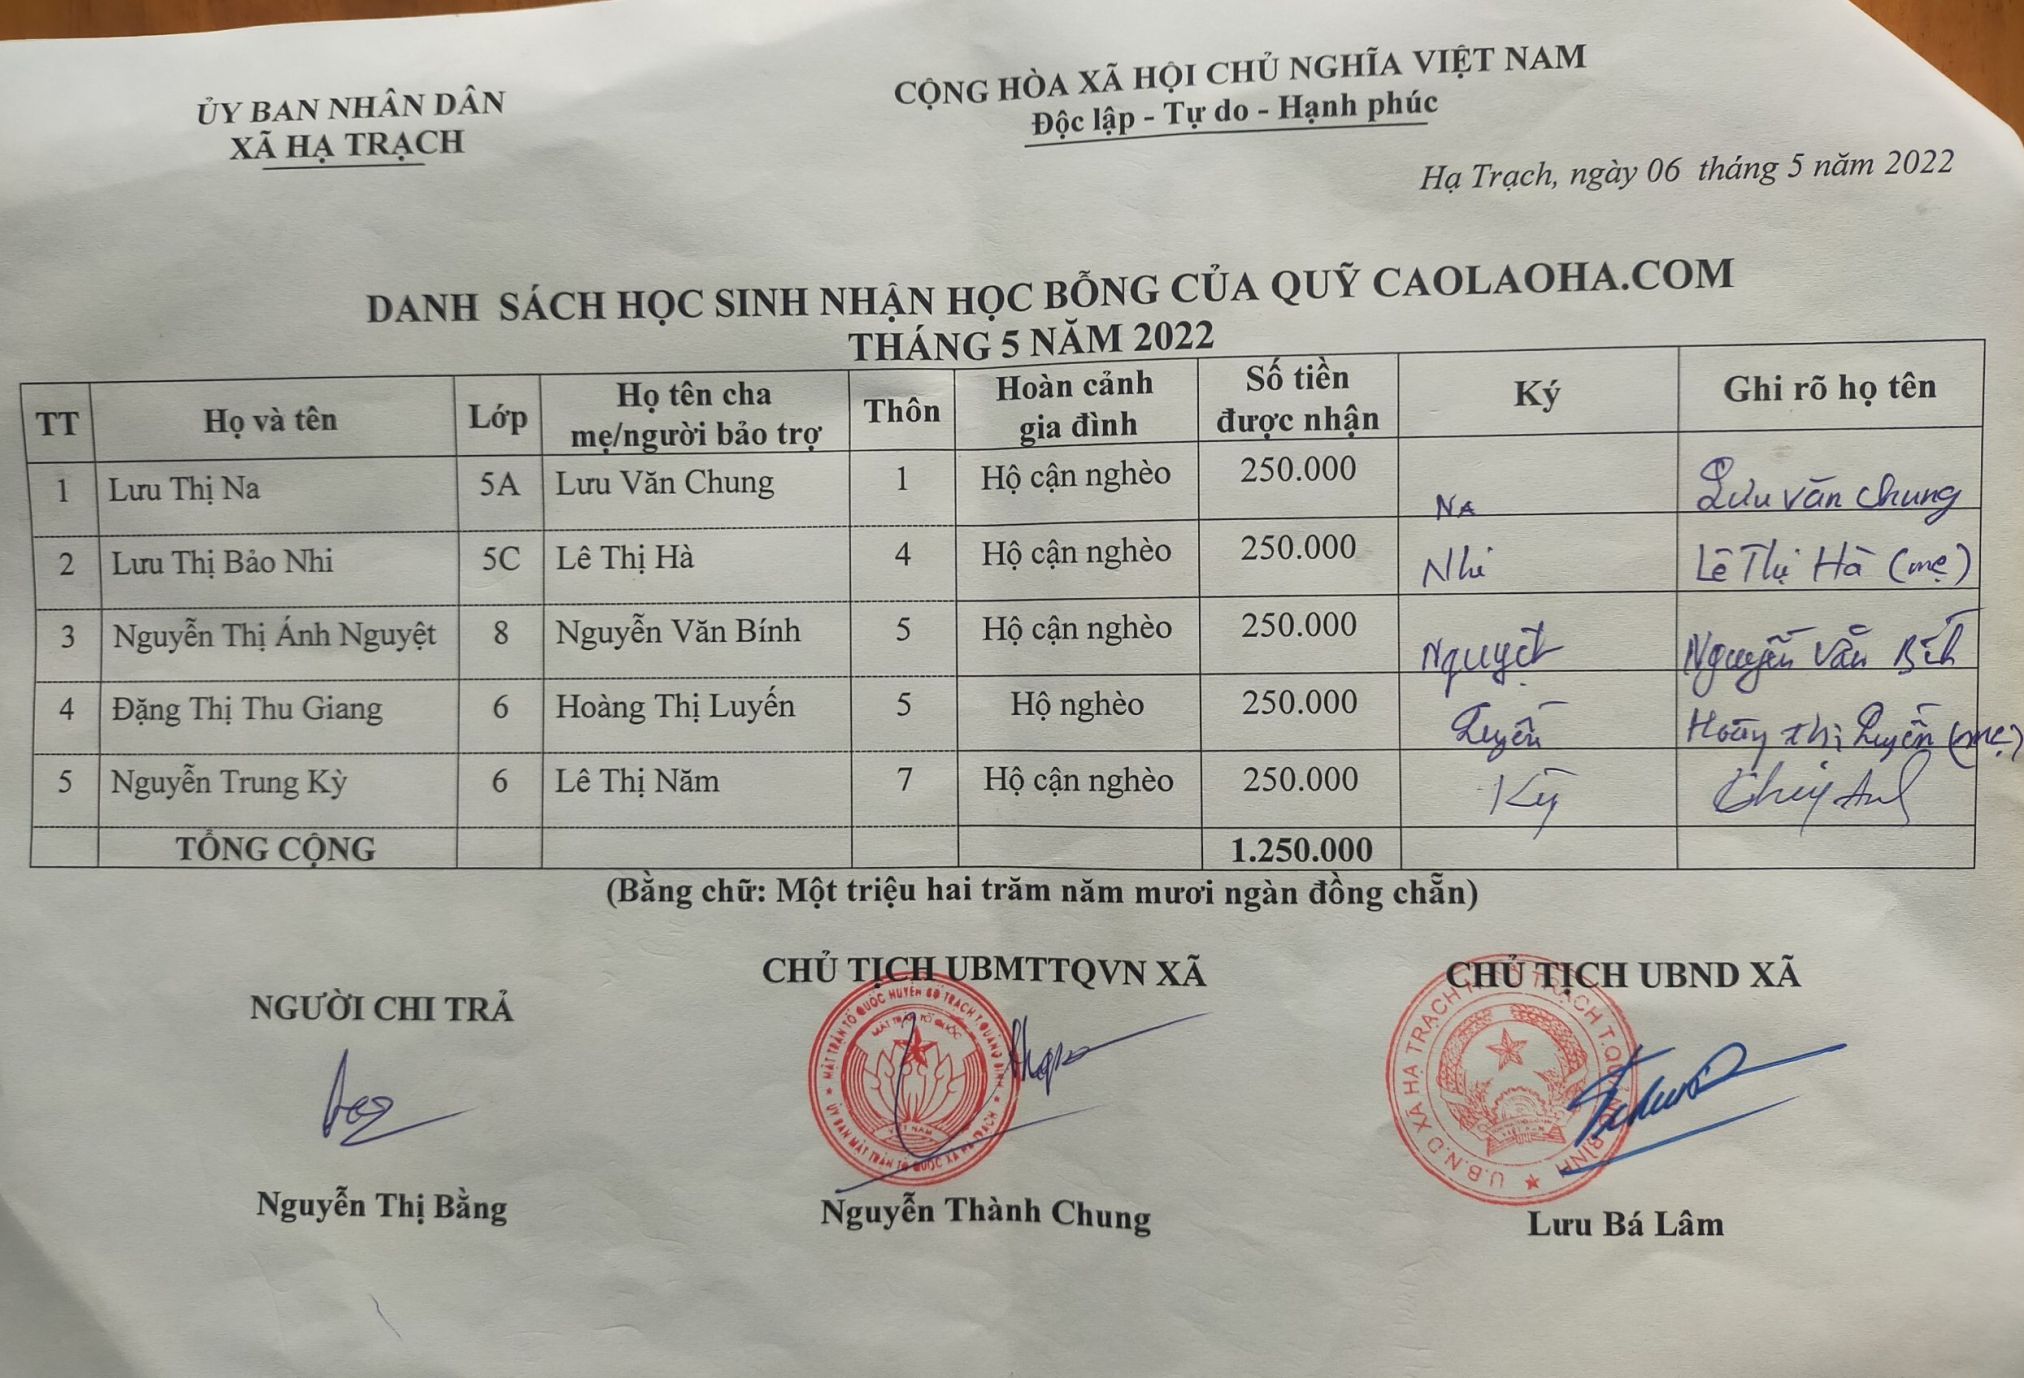 ỦY BAN NHÂN DÂN
XÃ HẠ TRẠCH
CỘNG HÒA XÃ HỘI CHỦ NGHĨA VIỆT NAM
Độc lập - Tự do - Hạnh phúc
Hạ Trạch, ngày 06 tháng 5 năm 2022
DANH SÁCH HỌC SINH NHẬN HỌC BỖNG CỦA QUỸ CAOLAOHA.COM
THÁNG 5 NĂM 2022
TT Họ và tên Lớp Họ tên cha mẹ/người bảo trợ Thôn Hoàn cảnh gia đình Số tiền được nhận Ký Ghi rõ họ tên
1 Lưu Thị Na 5A Lưu Văn Chung 1 Hộ cận nghèo 250.000 NA Lưu văn Chung
2 Lưu Thị Bảo Nhi 5C Lê Thị Hà 4 Hộ cận nghèo 250.000 Nhi Lê Thị Hà (mẹ)
3 Nguyễn Thị Ánh Nguyệt 8 Nguyễn Văn Bính 5 Hộ cận nghèo 250.000 Nguyệt Nguyễn Văn Bính
4 Đặng Thị Thu Giang 6 Hoàng Thị Luyến 5 Hộ nghèo 250.000 Luyến Hoàng thị Luyến (mẹ)
5 Nguyễn Trung Kỳ 6 Lê Thị Năm 7 Hộ cận nghèo 250.000 Kỳ
TỔNG CỘNG 1.250.000
(Bằng chữ: Một triệu hai trăm năm mươi ngàn đồng chẵn)
NGƯỜI CHI TRẢ
CHỦ TỊCH UBMTTQVN XÃ
CHỦ TỊCH UBND XÃ
MẶT TRẬN TỔ QUỐC
VIỆT NAM
Nguyễn Thị Bằng
Nguyễn Thành Chung
Lưu Bá Lâm